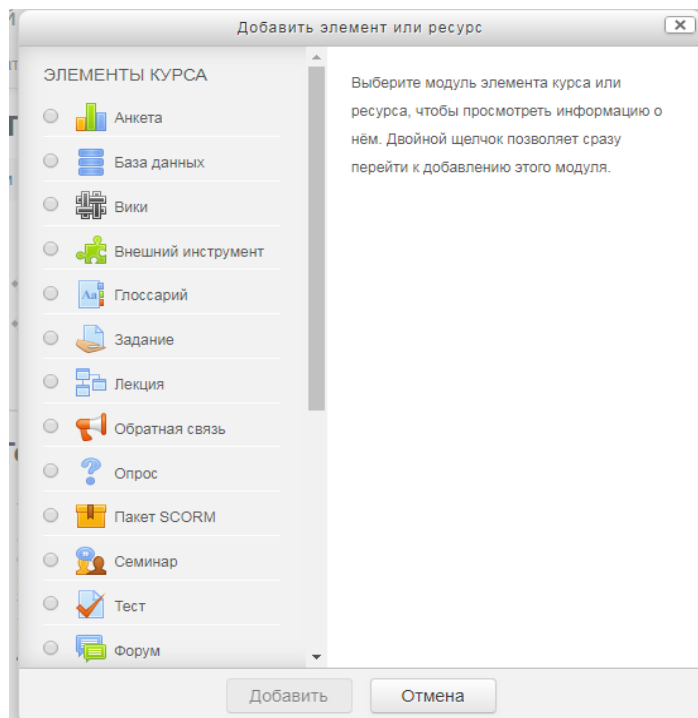 Добавить элемент или ресурс
ЭЛЕМЕНТЫ КУРСА
Анкета
База данных
Вики
Внешний инструмент
Глоссарий
Задание
Лекция
Обратная связь
Опрос
Пакет SCORM
Семинар
Тест
Форум
Выберите модуль элемента курса или
ресурса, чтобы просмотреть информацию о
нём. Двойной щелчок позволяет сразу
перейти к добавлению этого модуля.
Добавить
Отмена